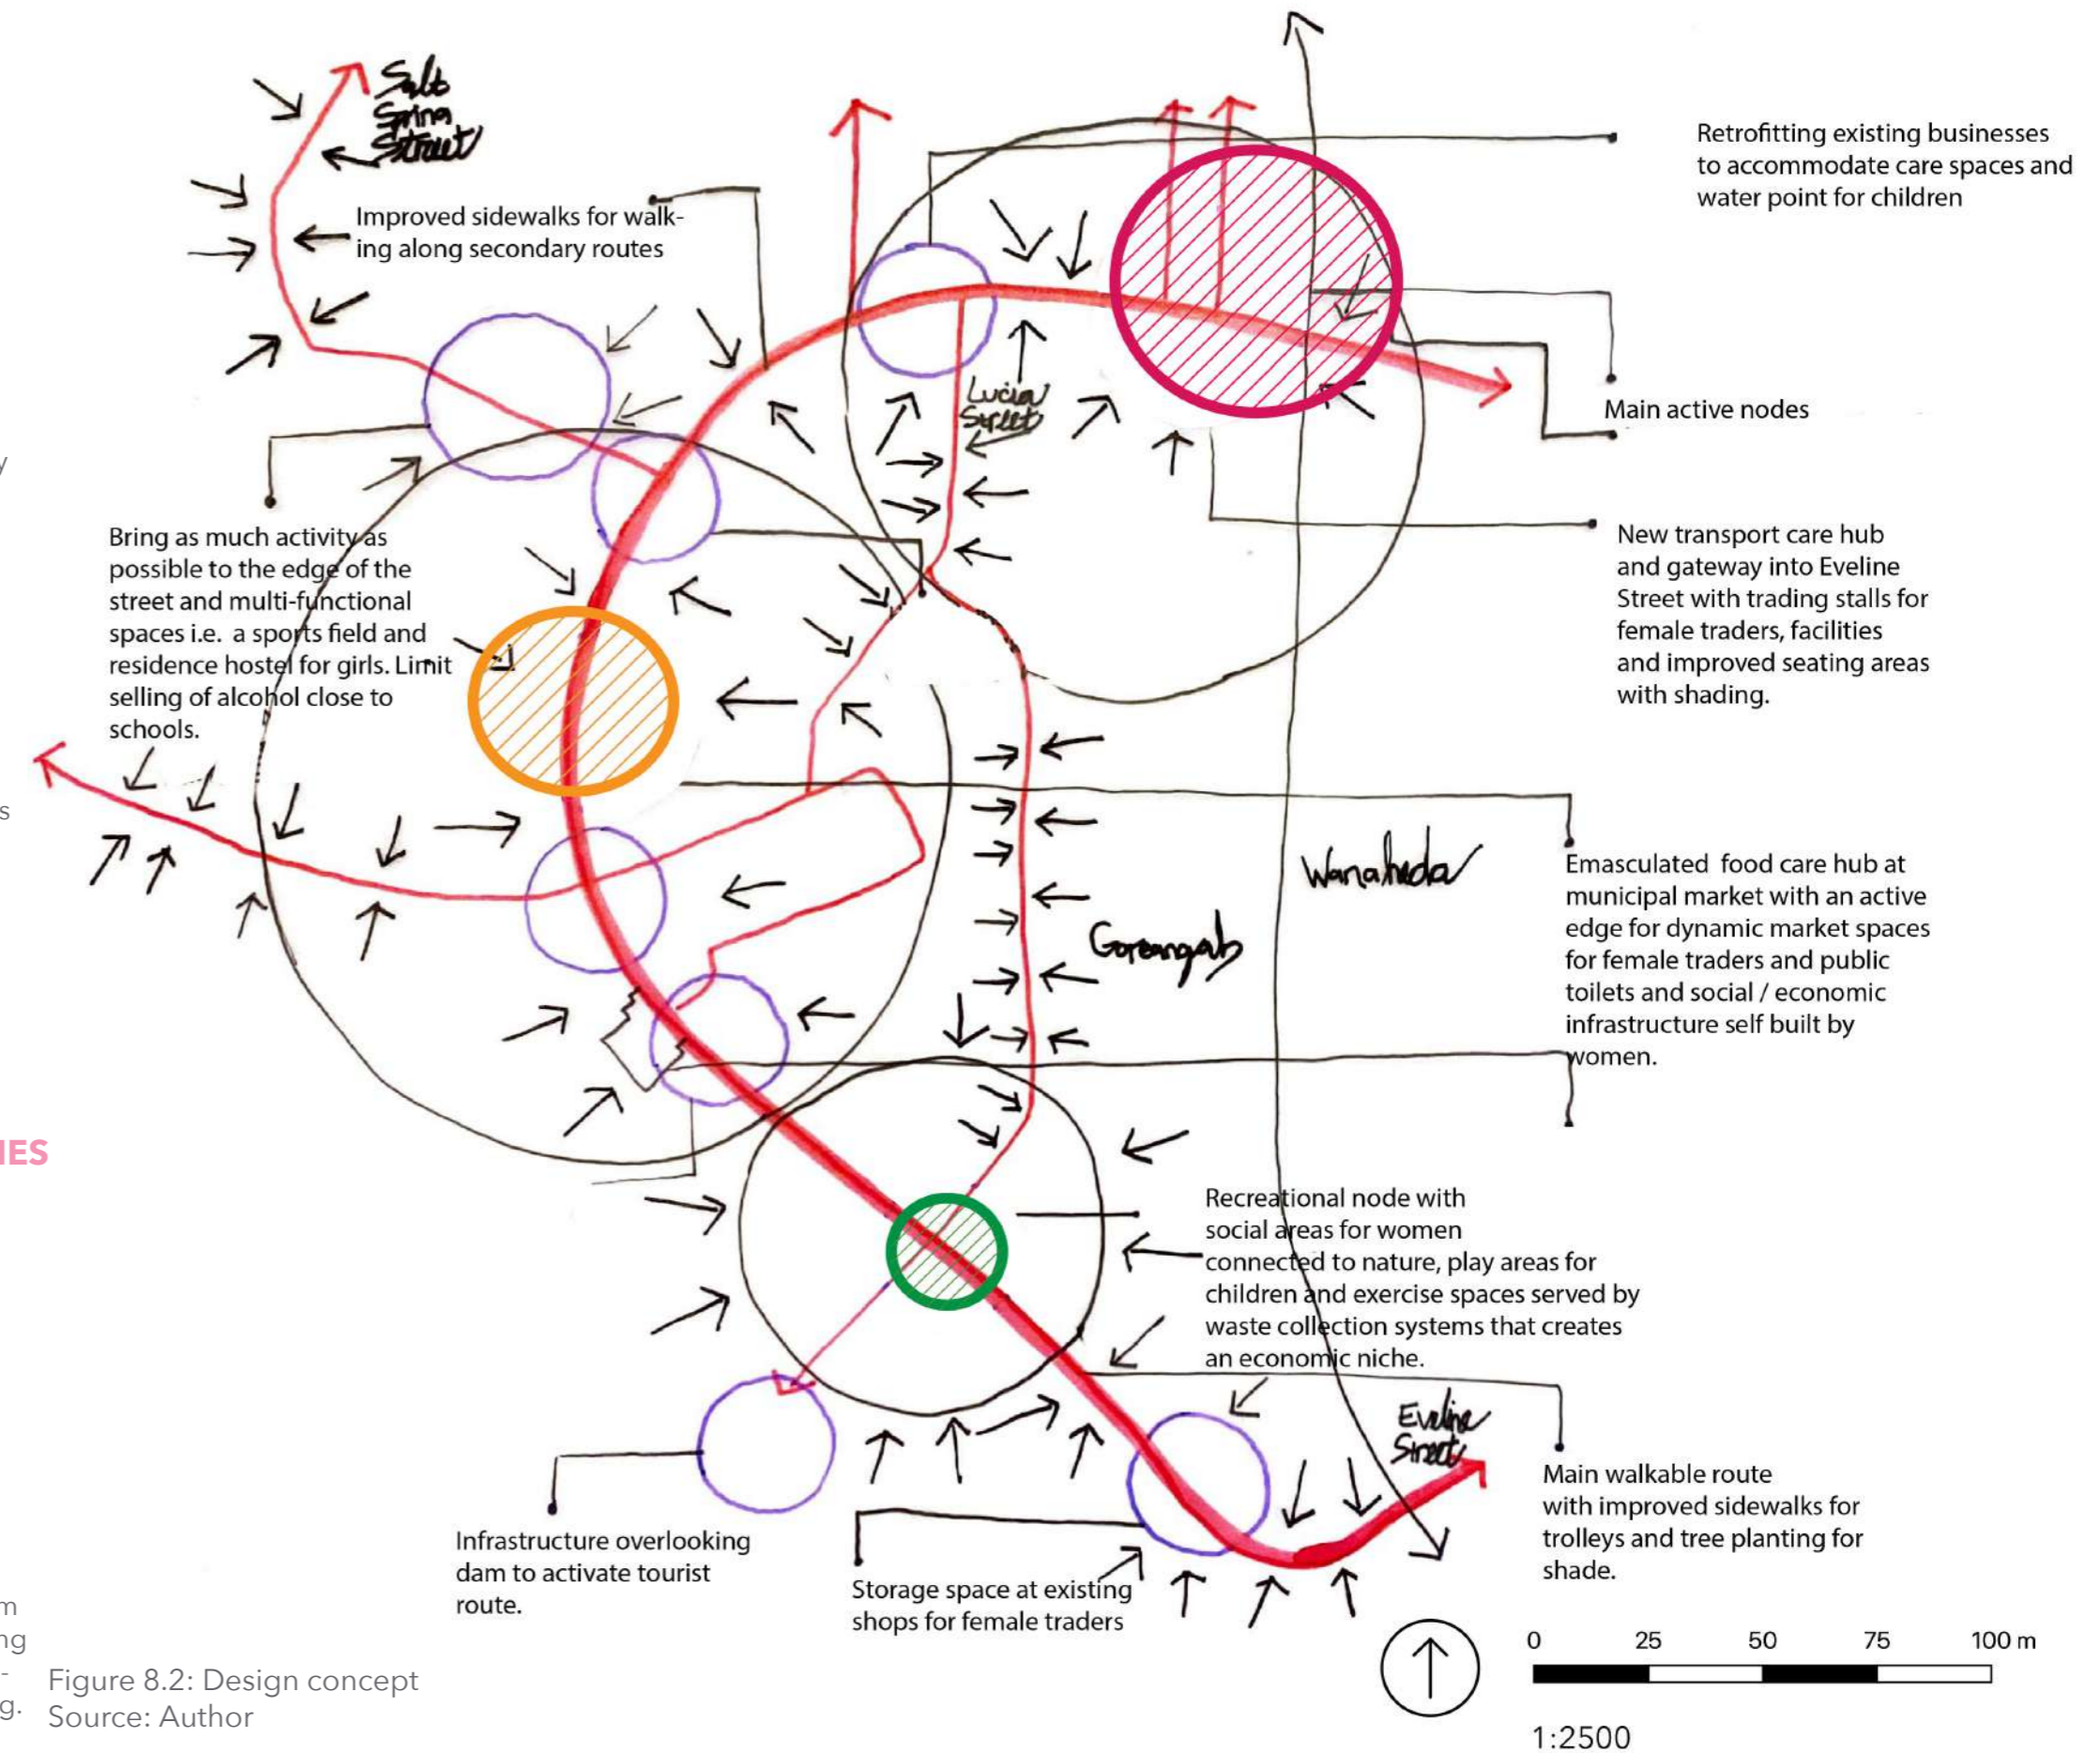 Salt
Spring
Street
Improved sidewalks for walk-
ing along secondary routes
Retrofitting existing businesses
to accommodate care spaces and
water point for children
Lucia
Street
Main active nodes
Bring as much activity as
possible to the edge of the
street and multi-functional
spaces i.e. a sports field and
residence hostel for girls. Limit
selling of alcohol close to
schools.
New transport care hub
and gateway into Eveline
Street with trading stalls for
female traders, facilities
and improved seating areas
with shading.
Wanaheda
Goreangab
Emasculated food care hub at
municipal market with an active
edge for dynamic market spaces
for female traders and public
toilets and social / economic
infrastructure self built by
women.
IES
Recreational node with
social areas for women
connected to nature, play areas for
children and exercise spaces served by
waste collection systems that creates
an economic niche.
Eveline
Street
Main walkable route
with improved sidewalks for
trolleys and tree planting for
shade.
Infrastructure overlooking
dam to activate tourist
route.
Storage space at existing
shops for female traders
y
s
m
ng
-
g.
Figure 8.2: Design concept
Source: Author
0 25 50 75 100 m
1:2500